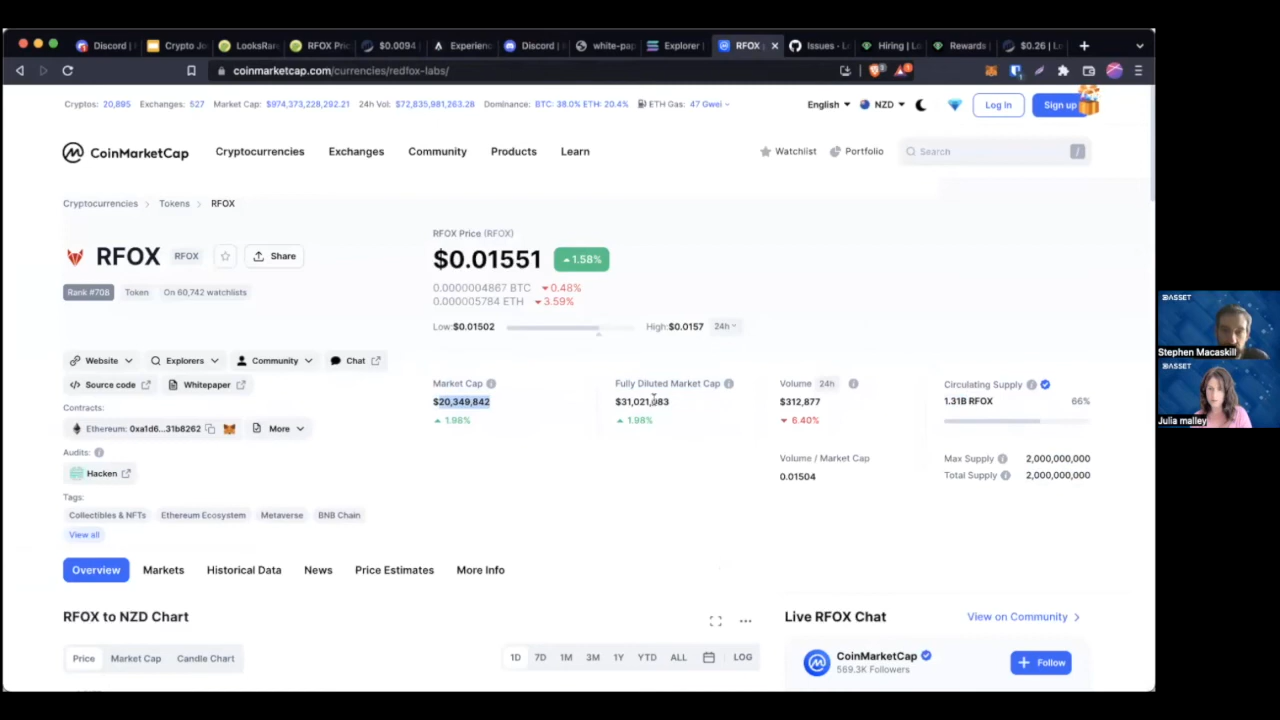 Discord |
Crypto Jo
LooksRar
RFOX Pric
$0.0094
Experienc
Discord |
white-pap
Explorer
RFOX
Issues · L
Hiring | Lo
Rewards |
$0.26 | Lo
coinmarketcap.com/currencies/redfox-labs/
Cryptos: 20,895 Exchanges: 527 Market Cap: $974,373,228,292.21 24h Vol: $72,835,981,263.28 Dominance: BTC: 38.0% ETH: 20.4% ETH Gas: 47 Gwei
English NZD Log In Sign up
CoinMarketCap Cryptocurrencies Exchanges Community Products Learn Watchlist Portfolio Search /
Cryptocurrencies Tokens RFOX
RFOX RFOX Share
Rank #708 Token On 60,742 watchlists
RFOX Price (RFOX)
$0.01551 1.58%
0.0000004867 BTC 0.48%
0.000005784 ETH 3.59%
Low:$0.01502 High:$0.0157 24h
Website Explorers Community Chat
Source code Whitepaper
Contracts:
Ethereum: 0xa1d6...31b8262 More
Audits:
Hacken
Tags:
Collectibles & NFTs Ethereum Ecosystem Metaverse BNB Chain
View all
Market Cap
$20,349,842
1.98%
Fully Diluted Market Cap
$31,021,983
1.98%
Volume 24h
$312,877
6.40%
Volume / Market Cap
0.01504
Circulating Supply
1.31B RFOX 66%
Max Supply 2,000,000,000
Total Supply 2,000,000,000
Overview Markets Historical Data News Price Estimates More Info
RFOX to NZD Chart
Price Market Cap Candle Chart
1D 7D 1M 3M 1Y YTD ALL LOG
Live RFOX Chat View on Community
CoinMarketCap
569.3K Followers
Follow
BASSET
Stephen Macaskill
BASSET
Julia malley